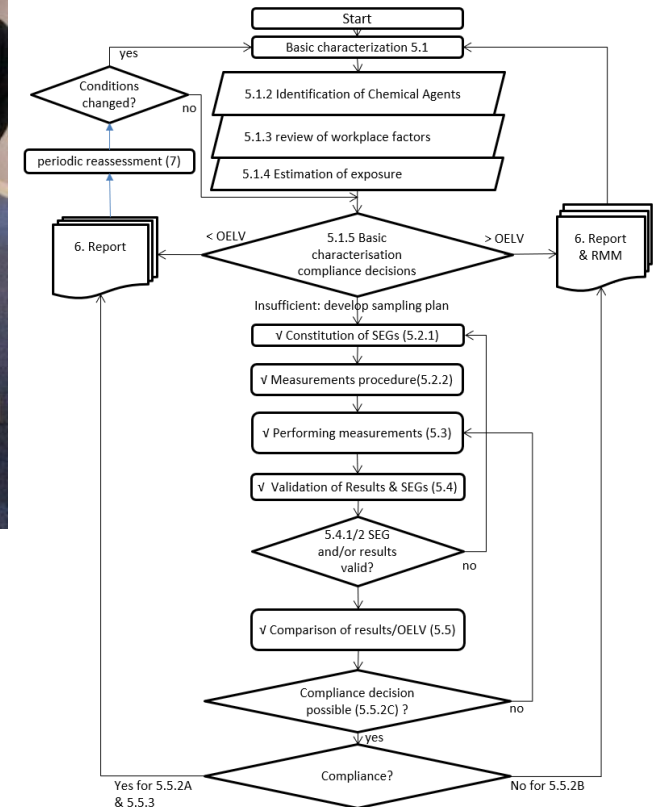 Start
Basic characterization 5.1
yes
Conditions
changed?
no
5.1.2 Identification of Chemical Agents
5.1.3 review of workplace factors
periodic reassessment (7)
5.1.4 Estimation of exposure
6. Report
< OELV
5.1.5 Basic
characterisation
compliance decisions
> OELV
6. Report
& RMM
Insufficient: develop sampling plan
√ Constitution of SEGs (5.2.1)
√ Measurements procedure(5.2.2)
√ Performing measurements (5.3)
√ Validation of Results & SEGs (5.4)
5.4.1/2 SEG
and/or results
valid?
no
√ Comparison of results/OELV (5.5)
Compliance decision
possible (5.5.2C) ?
no
yes
Compliance?
Yes for 5.5.2A
& 5.5.3
No for 5.5.2B